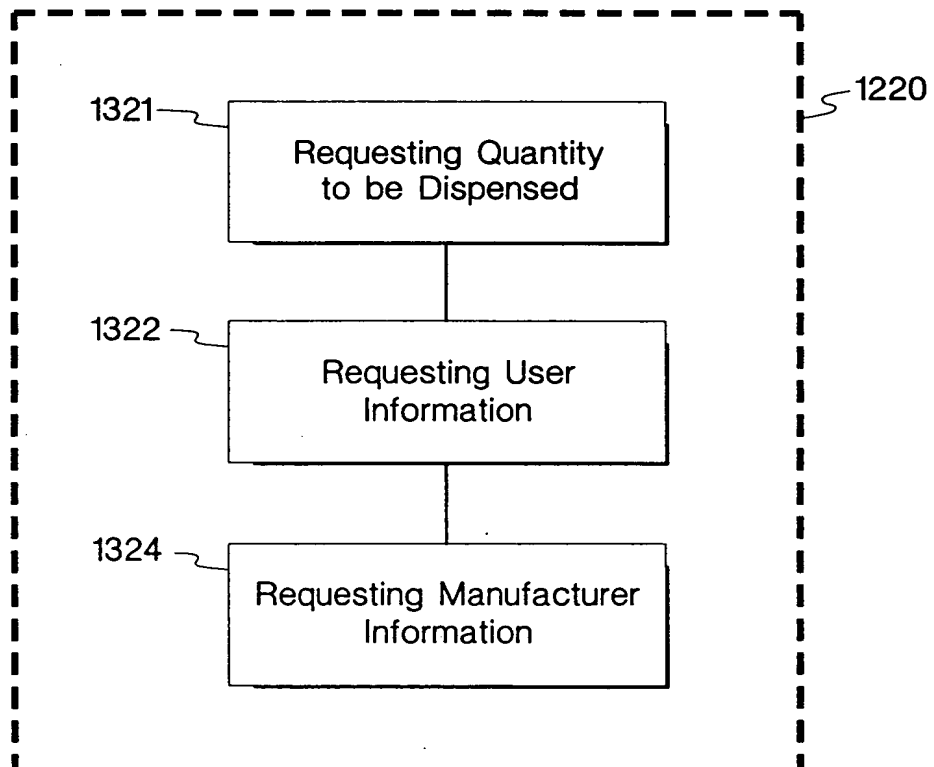 1220
1321
Requesting Quantity
to be Dispensed
1322
Requesting User
Information
1324
Requesting Manufacturer
Information